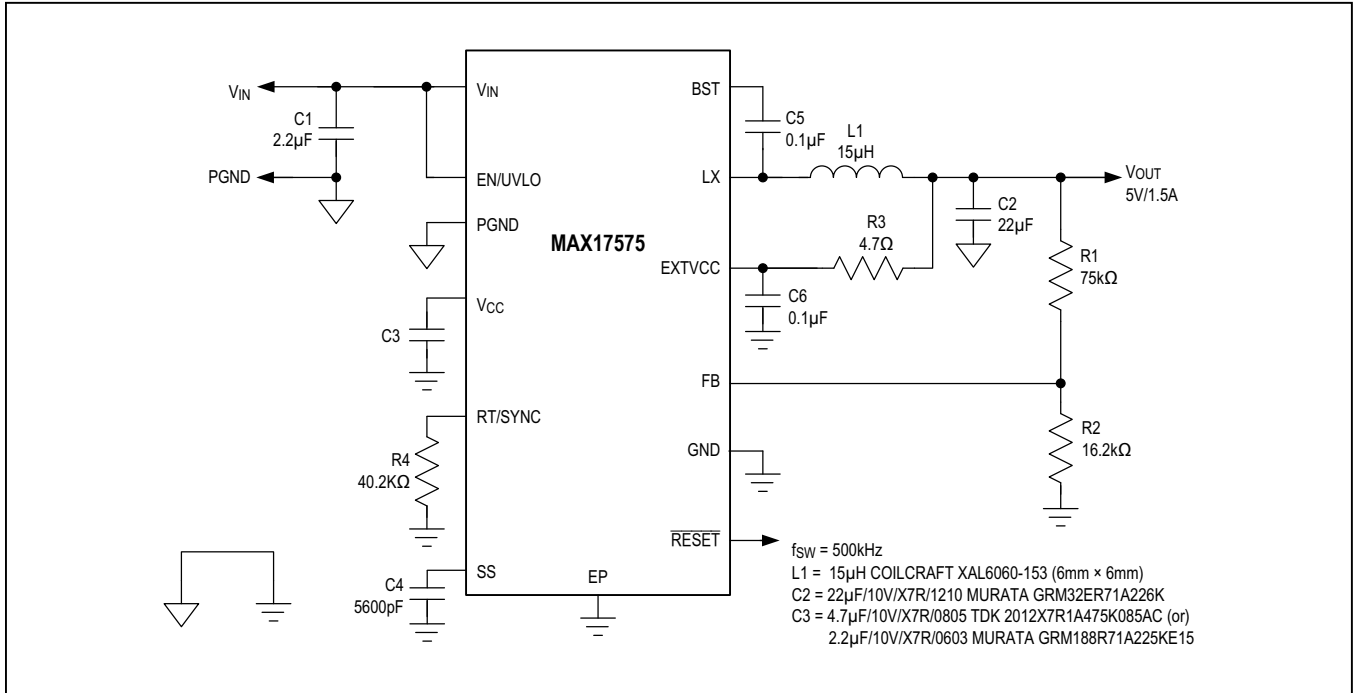 VIN
C1
2.2µF
PGND
VIN
EN/UVLO
PGND
VCC
C3
RT/SYNC
R4
40.2KΩ
SS
C4
5600pF
MAX17575
EP
BST
C5
0.1µF
LX
L1
15µH
EXTVCC
R3
4.7Ω
C6
0.1µF
C2
22µF
VOUT
5V/1.5A
R1
75kΩ
FB
R2
16.2kΩ
GND
RESET
fSW = 500kHz
L1 = 15µH COILCRAFT XAL6060-153 (6mm × 6mm)
C2 = 22µF/10V/X7R/1210 MURATA GRM32ER71A226K
C3 = 4.7µF/10V/X7R/0805 TDK 2012X7R1A475K085AC (or)
2.2µF/10V/X7R/0603 MURATA GRM188R71A225KE15